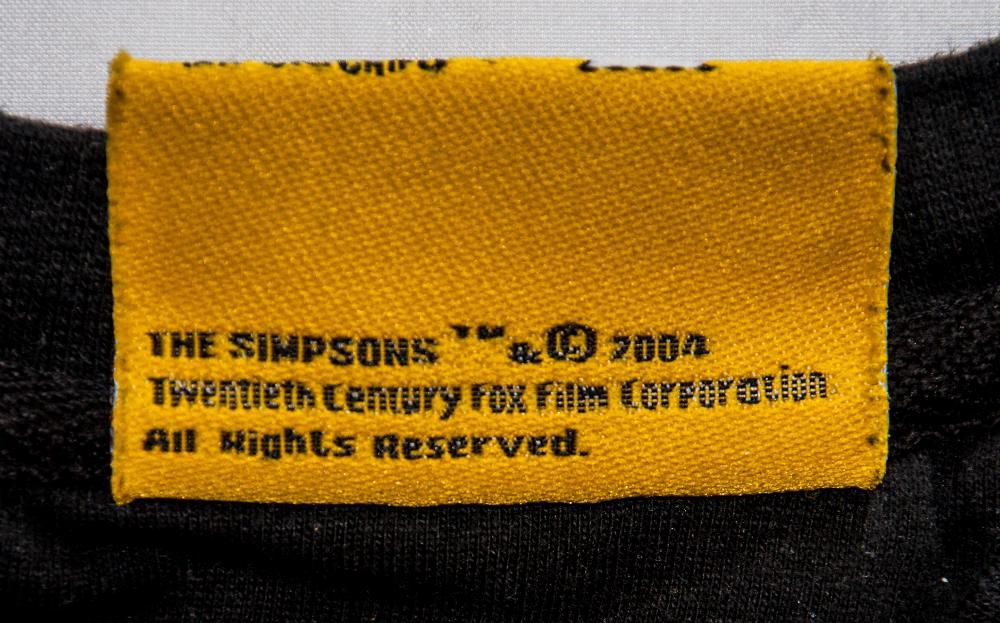 THE SIMPSONS ™ & © 2004
Twentieth Century Fox Film Corporation
All Rights Reserved.